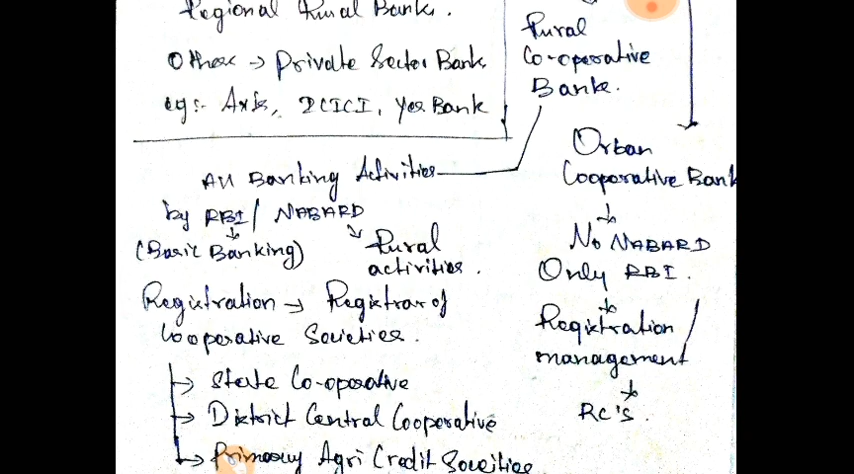 Regional Rural Bank.
Other → Private Sector Bank
eg:- Axis, ICICI, Yes Bank
Rural
Co-operative
Bank.
All Banking Activities
by RBI / NABARD
(Basic Banking)
Rural
activities.
Registration → Registrar of
Cooperative Societies.
→ State Co-operative
→ District Central Cooperative
→ Primary Agri Credit Soceities
Urban
Cooperative Bank
No NABARD
Only RBI.
Registration /
management
RC's.